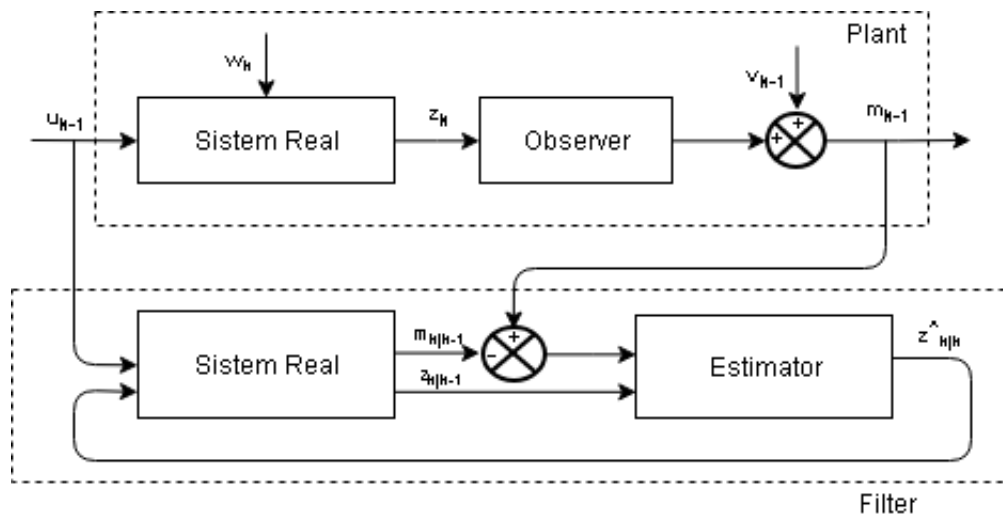 Plant
w_k
v_k-1
u_k-1
Sistem Real
z_k
Observer
+
+
m_k-1
Sistem Real
m_k|k-1
+
-
z_k|k-1
Estimator
z^_k|k
Filter